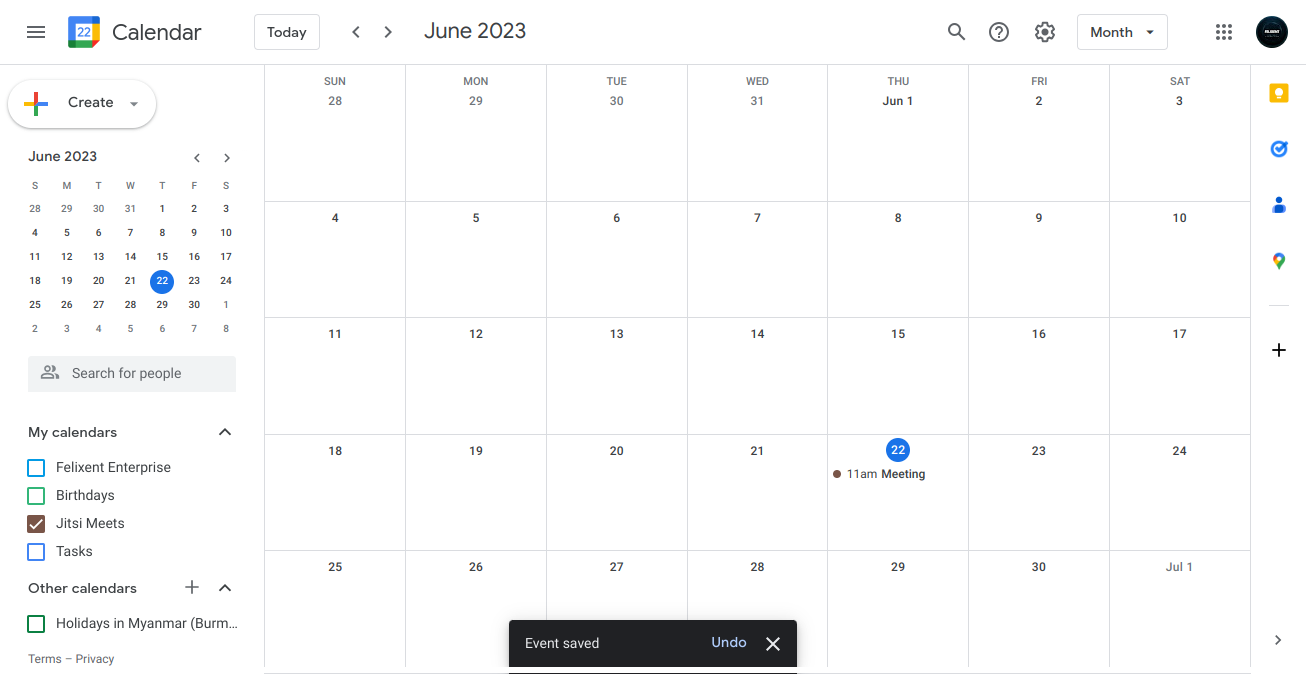 22 Calendar Today June 2023 Month
Create
June 2023
S M T W T F S
28 29 30 31 1 2 3
4 5 6 7 8 9 10
11 12 13 14 15 16 17
18 19 20 21 22 23 24
25 26 27 28 29 30 1
2 3 4 5 6 7 8
Search for people
My calendars
Felixent Enterprise
Birthdays
Jitsi Meets
Tasks
Other calendars
Holidays in Myanmar (Burm...
Terms – Privacy
SUN MON TUE WED THU FRI SAT
28 29 30 31 Jun 1 2 3
4 5 6 7 8 9 10
11 12 13 14 15 16 17
18 19 20 21 22 23 24
11am Meeting
25 26 27 28 29 30 Jul 1
Event saved Undo